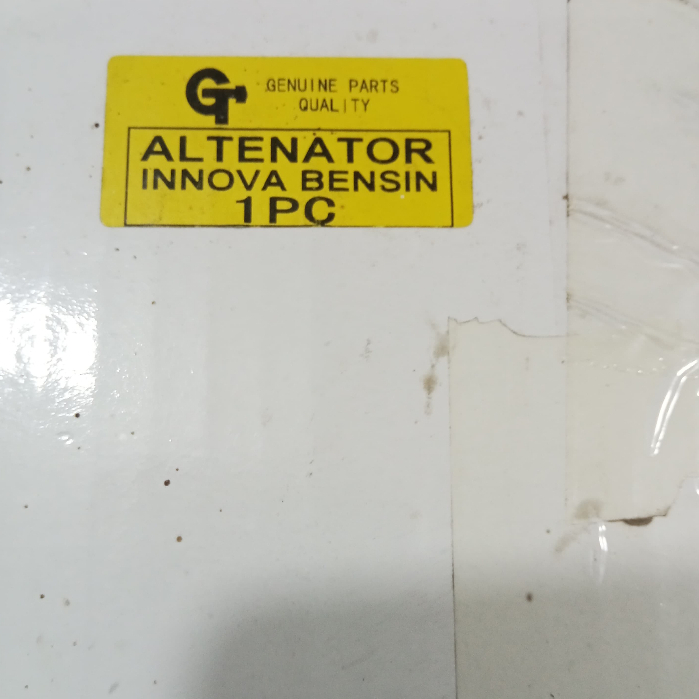 GT
GENUINE PARTS
QUALITY
ALTENATOR
INNOVA BENSIN
1PC